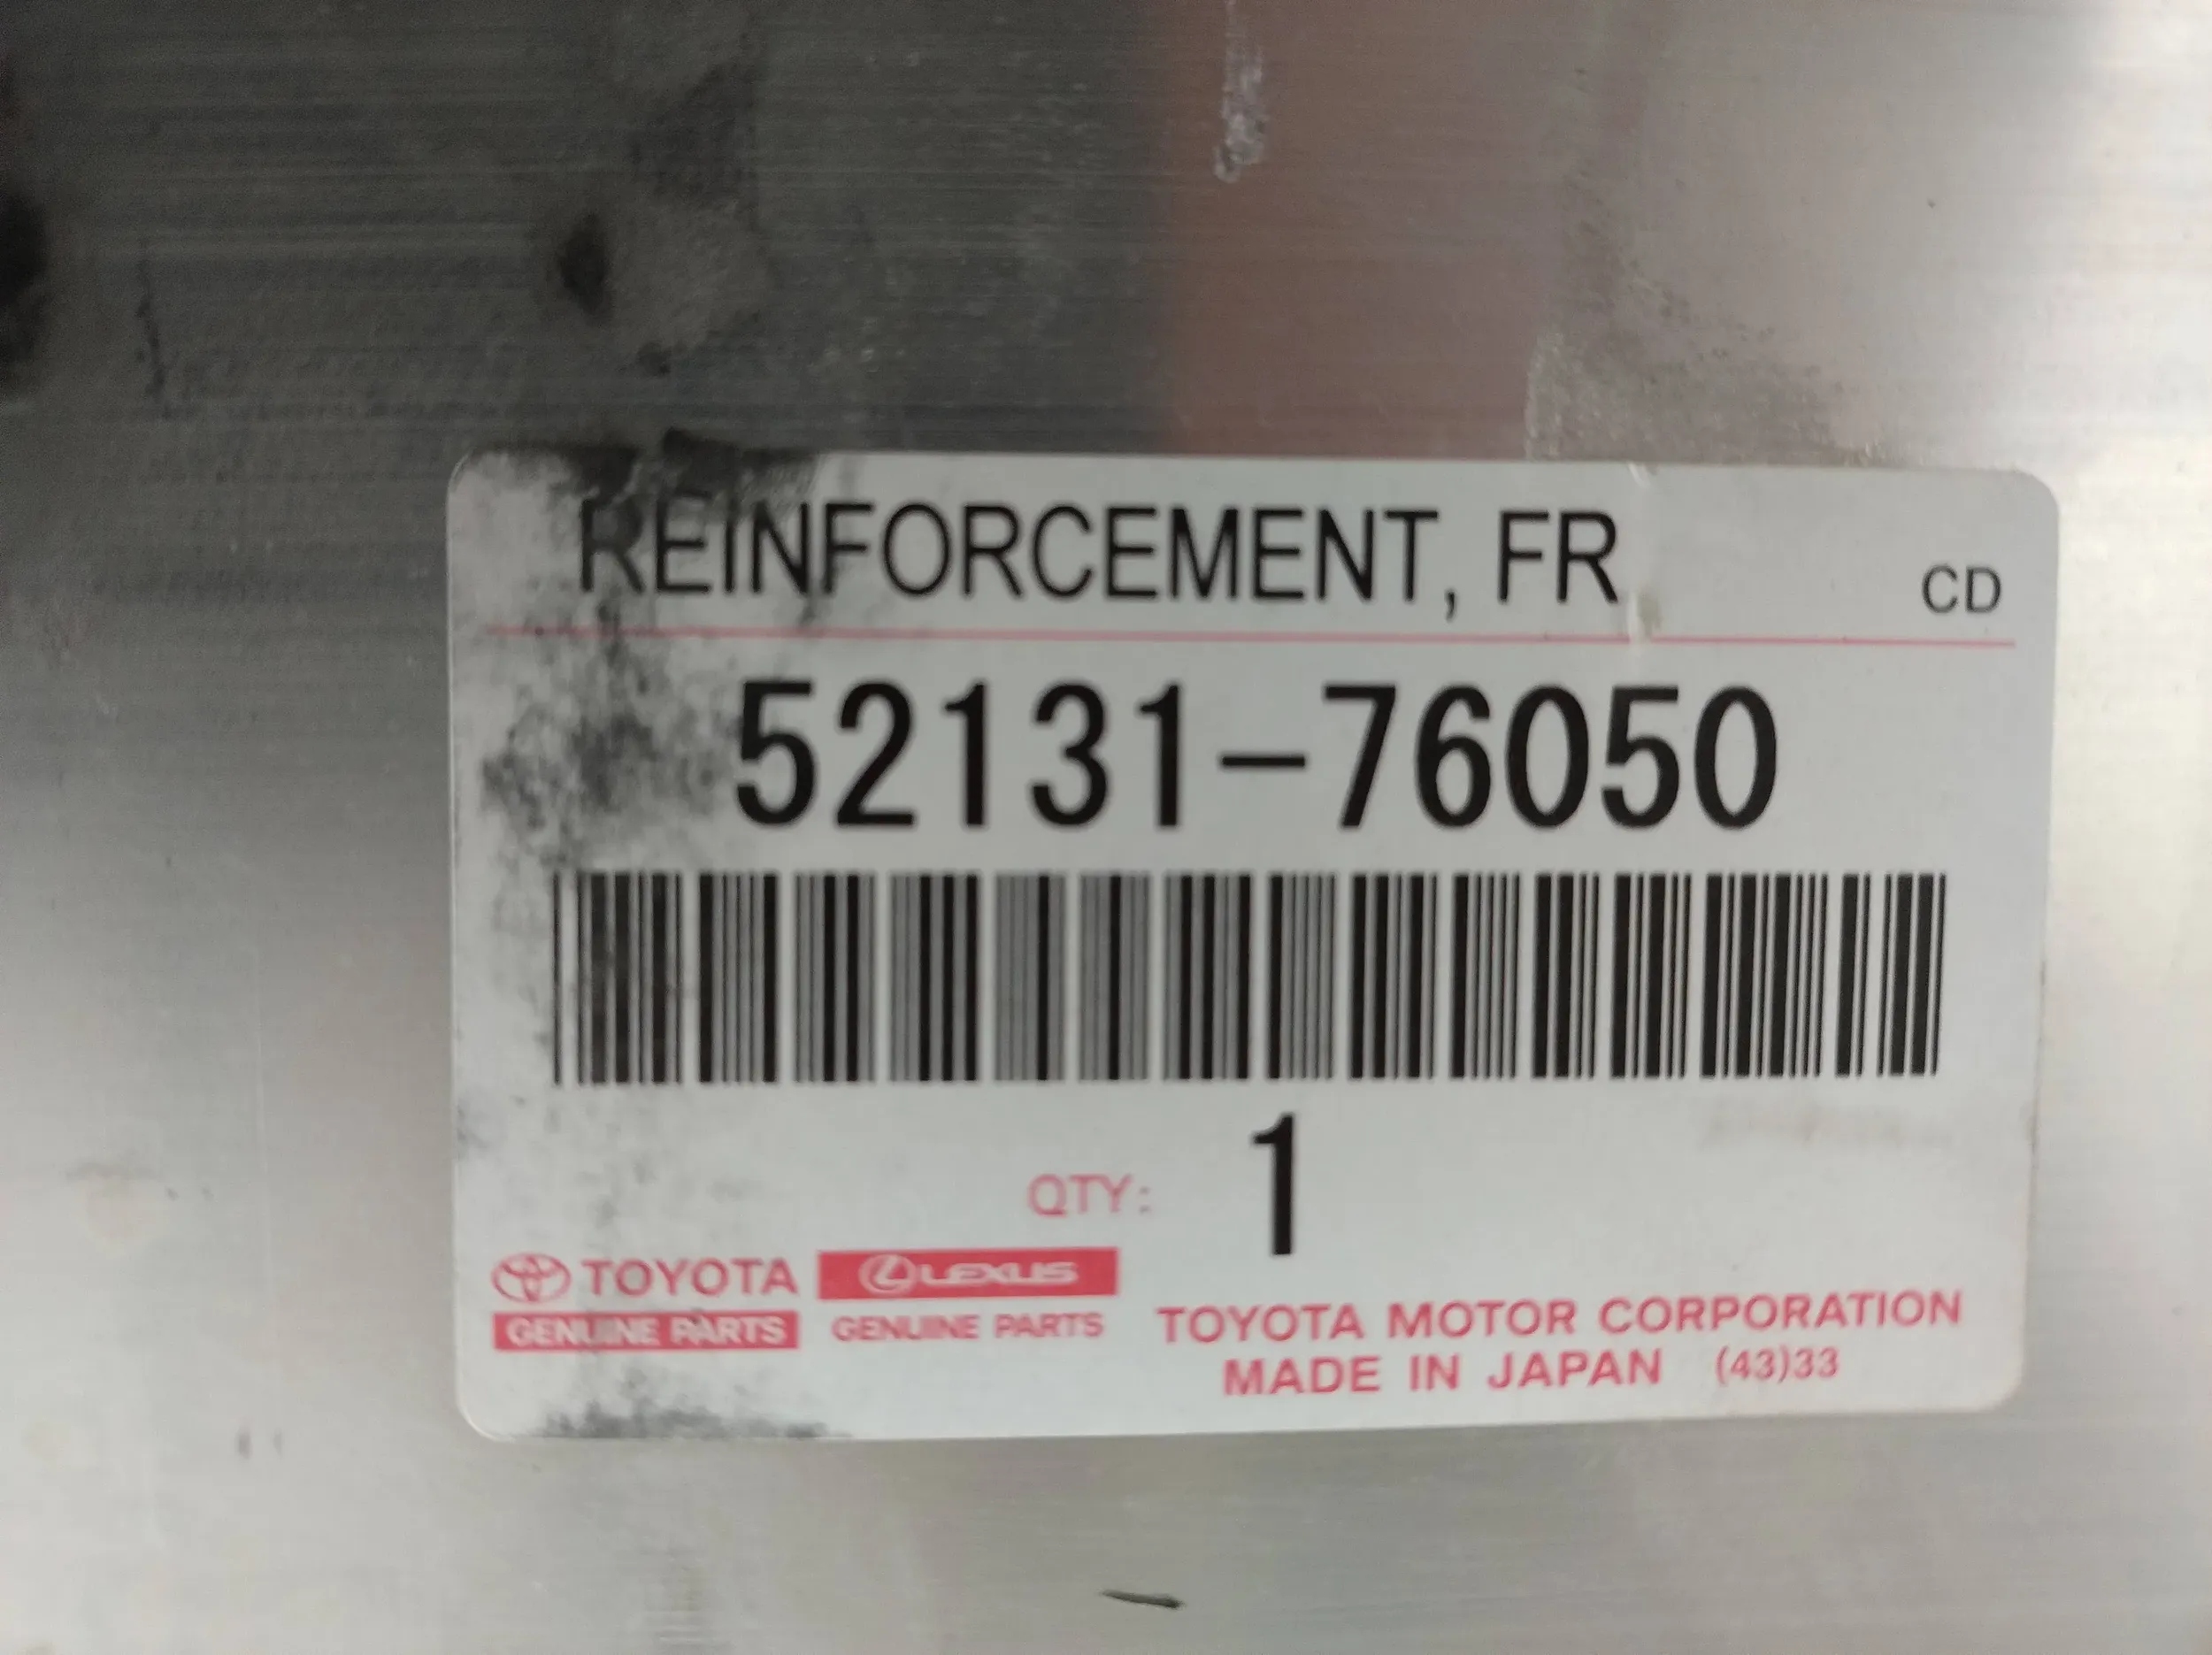 REINFORCEMENT, FR
CD
52131-76050
QTY: 1
TOYOTA
GENUINE PARTS
LEXUS
GENUINE PARTS
TOYOTA MOTOR CORPORATION
MADE IN JAPAN (43)33